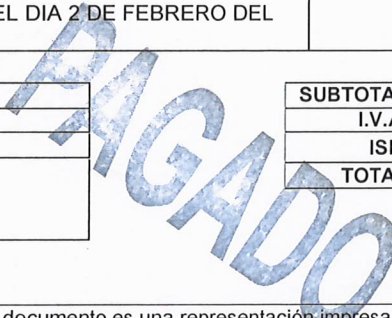 EL DIA 2 DE FEBRERO DEL
PAGADO
SUBTOTA
I.V.A
ISI
TOTA
documento es una representación impresa